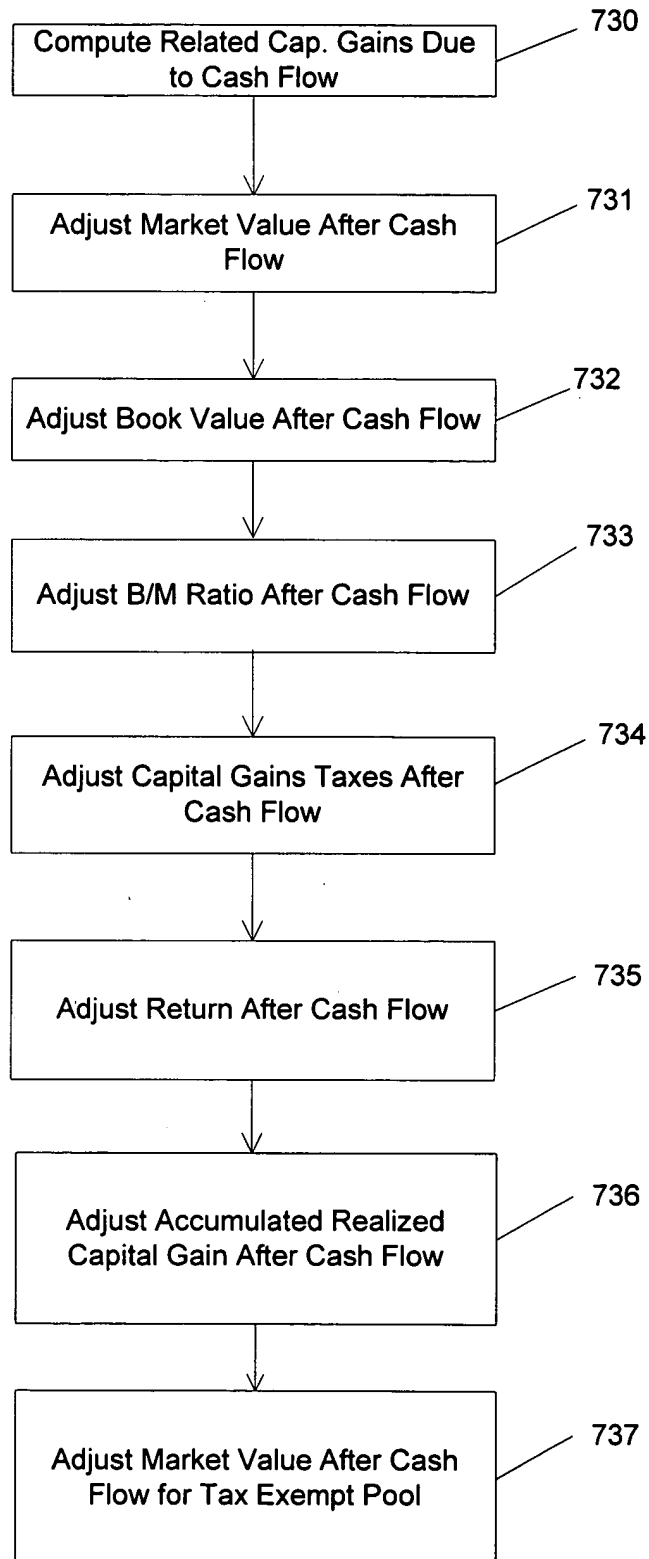 730
Compute Related Cap. Gains Due
to Cash Flow
731
Adjust Market Value After Cash
Flow
732
Adjust Book Value After Cash Flow
733
Adjust B/M Ratio After Cash Flow
734
Adjust Capital Gains Taxes After
Cash Flow
735
Adjust Return After Cash Flow
736
Adjust Accumulated Realized
Capital Gain After Cash Flow
737
Adjust Market Value After Cash
Flow for Tax Exempt Pool